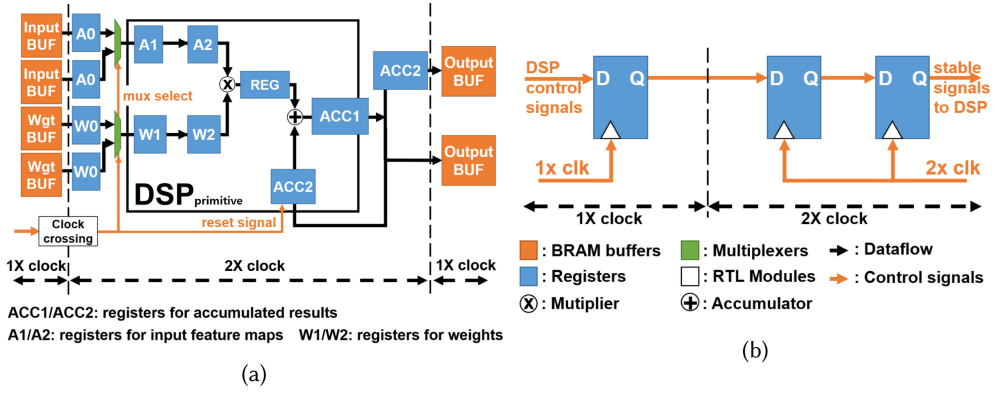 Input
BUF
A0
Input
BUF
A0
Wgt
BUF
W0
Wgt
BUF
W0
mux select
A1
A2
W1
W2
X
REG
+
ACC1
ACC2
ACC2
DSP primitive
reset signal
Clock
crossing
Output
BUF
Output
BUF
1X clock
2X clock
1X clock
ACC1/ACC2: registers for accumulated results
A1/A2: registers for input feature maps W1/W2: registers for weights
(a)
DSP
control
signals
D Q
D Q
D Q
stable
signals
to DSP
1x clk
2x clk
1X clock
2X clock
: BRAM buffers
: Multiplexers
: Dataflow
: Registers
: RTL Modules
: Control signals
X : Mutiplier
+ : Accumulator
(b)